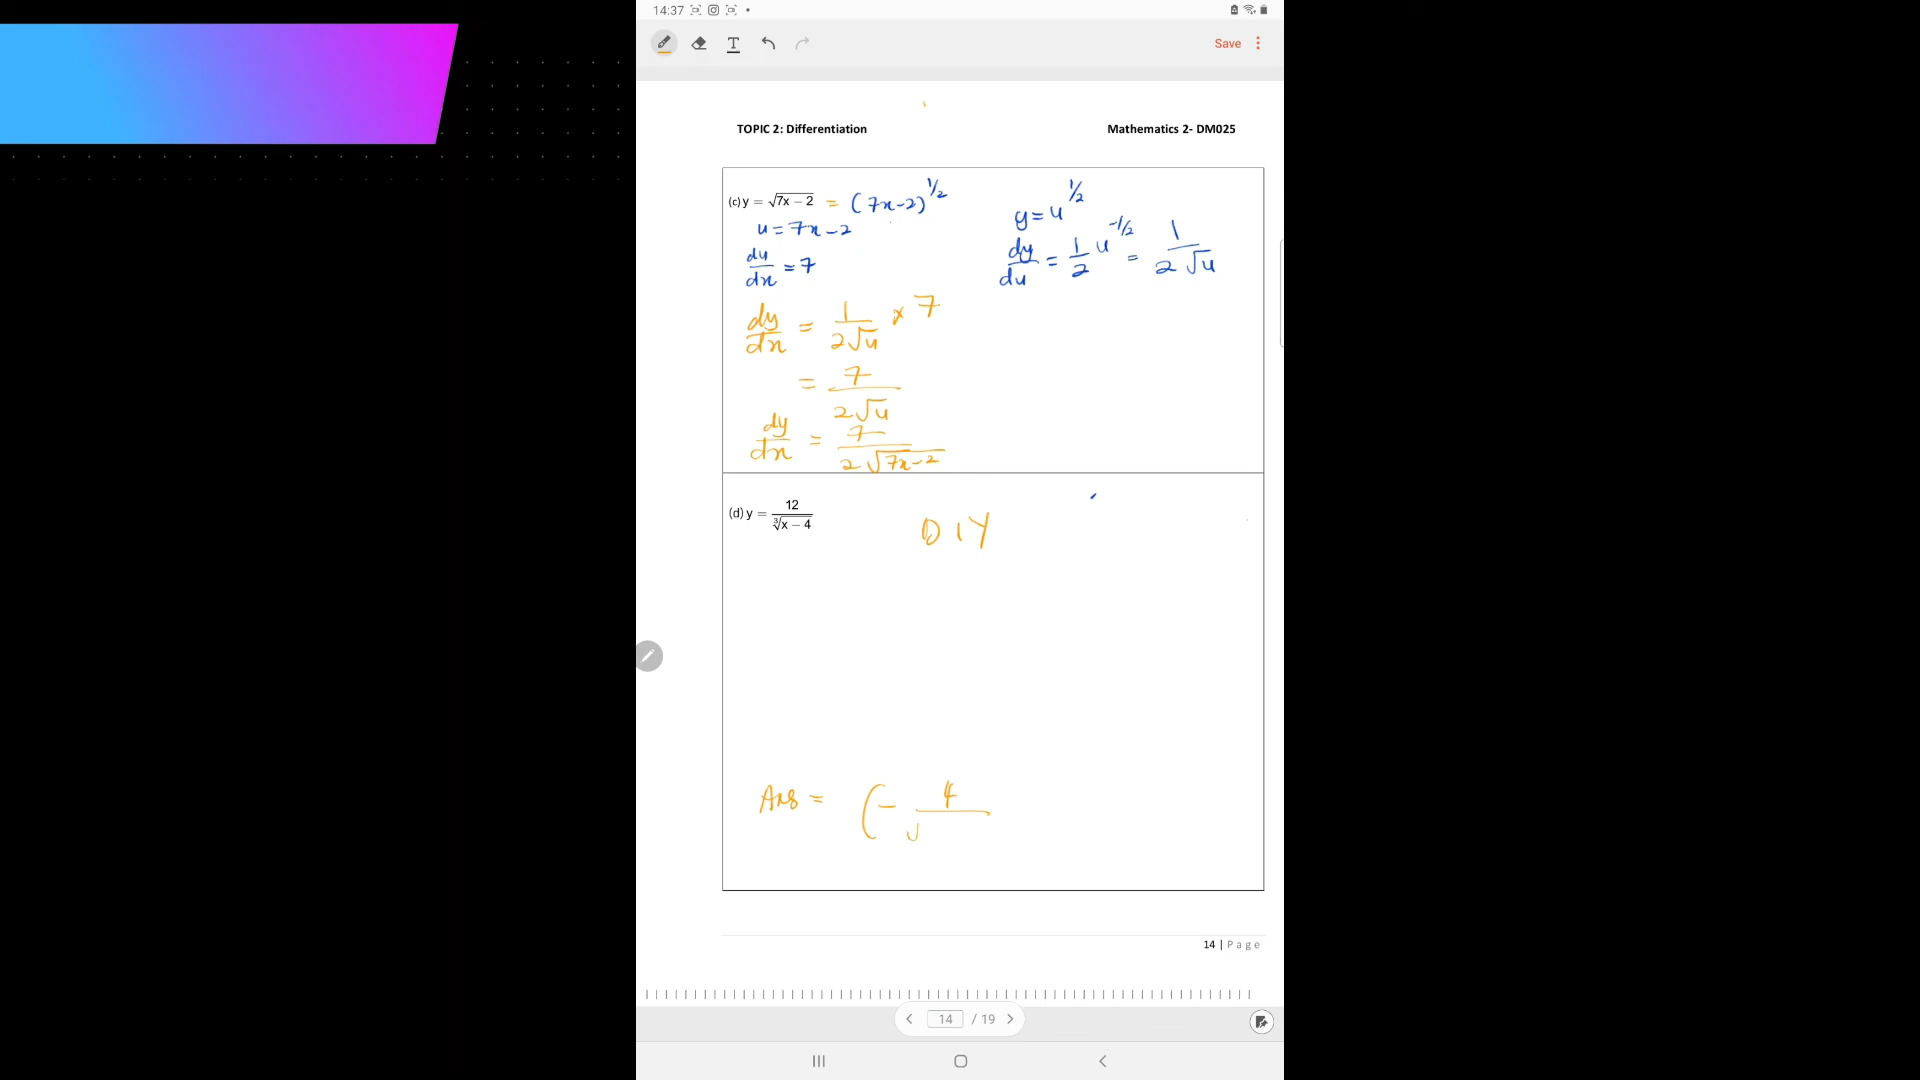 14:37
T Save
TOPIC 2: Differentiation Mathematics 2- DM025
(c) y = √7x − 2 = (7x-2)^1/2
y = u^1/2
u = 7x-2
du/dx = 7
dy/du = 1/2 u^-1/2 = 1/2√u
dy/dx = 1/2√u × 7
= 7/2√u
dy/dx = 7/2√7x-2
(d) y = 12/∛x − 4
DIY
Ans = (- 4/√
14 | Page
14 / 19